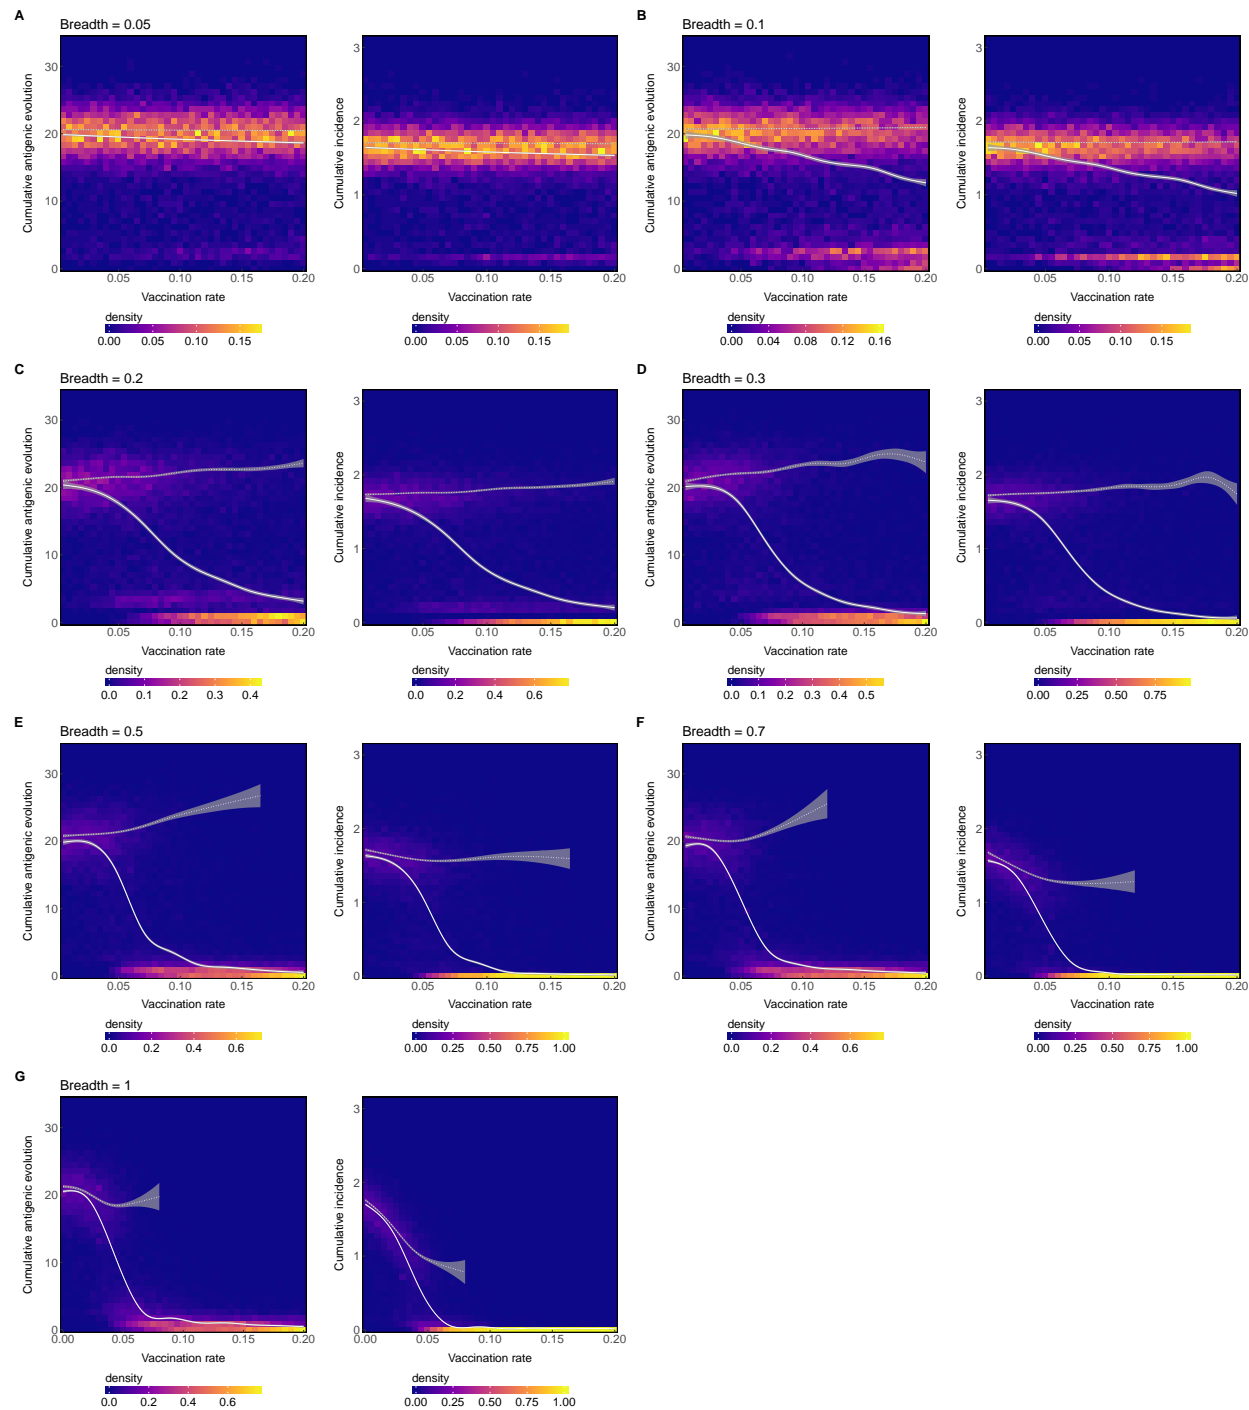 A
Breadth = 0.05
Cumulative antigenic evolution
30
20
10
0
0.05 0.10 0.15 0.20
Vaccination rate
density
0.00 0.05 0.10 0.15
Cumulative incidence
3
2
1
0
0.05 0.10 0.15 0.20
Vaccination rate
density
0.00 0.05 0.10 0.15
B
Breadth = 0.1
Cumulative antigenic evolution
30
20
10
0
0.05 0.10 0.15 0.20
Vaccination rate
density
0.00 0.04 0.08 0.12 0.16
Cumulative incidence
3
2
1
0
0.05 0.10 0.15 0.20
Vaccination rate
density
0.00 0.05 0.10 0.15
C
Breadth = 0.2
Cumulative antigenic evolution
30
20
10
0
0.05 0.10 0.15 0.20
Vaccination rate
density
0.0 0.1 0.2 0.3 0.4
Cumulative incidence
3
2
1
0
0.05 0.10 0.15 0.20
Vaccination rate
density
0.0 0.2 0.4 0.6
D
Breadth = 0.3
Cumulative antigenic evolution
30
20
10
0
0.05 0.10 0.15 0.20
Vaccination rate
density
0.0 0.1 0.2 0.3 0.4 0.5
Cumulative incidence
3
2
1
0
0.05 0.10 0.15 0.20
Vaccination rate
density
0.00 0.25 0.50 0.75
E
Breadth = 0.5
Cumulative antigenic evolution
30
20
10
0
0.05 0.10 0.15 0.20
Vaccination rate
density
0.0 0.2 0.4 0.6
Cumulative incidence
3
2
1
0
0.05 0.10 0.15 0.20
Vaccination rate
density
0.00 0.25 0.50 0.75 1.00
F
Breadth = 0.7
Cumulative antigenic evolution
30
20
10
0
0.05 0.10 0.15 0.20
Vaccination rate
density
0.0 0.2 0.4 0.6
Cumulative incidence
3
2
1
0
0.05 0.10 0.15 0.20
Vaccination rate
density
0.00 0.25 0.50 0.75 1.00
G
Breadth = 1
Cumulative antigenic evolution
30
20
10
0
0.00 0.05 0.10 0.15 0.20
Vaccination rate
density
0.0 0.2 0.4 0.6
Cumulative incidence
3
2
1
0
0.00 0.05 0.10 0.15 0.20
Vaccination rate
density
0.00 0.25 0.50 0.75 1.00